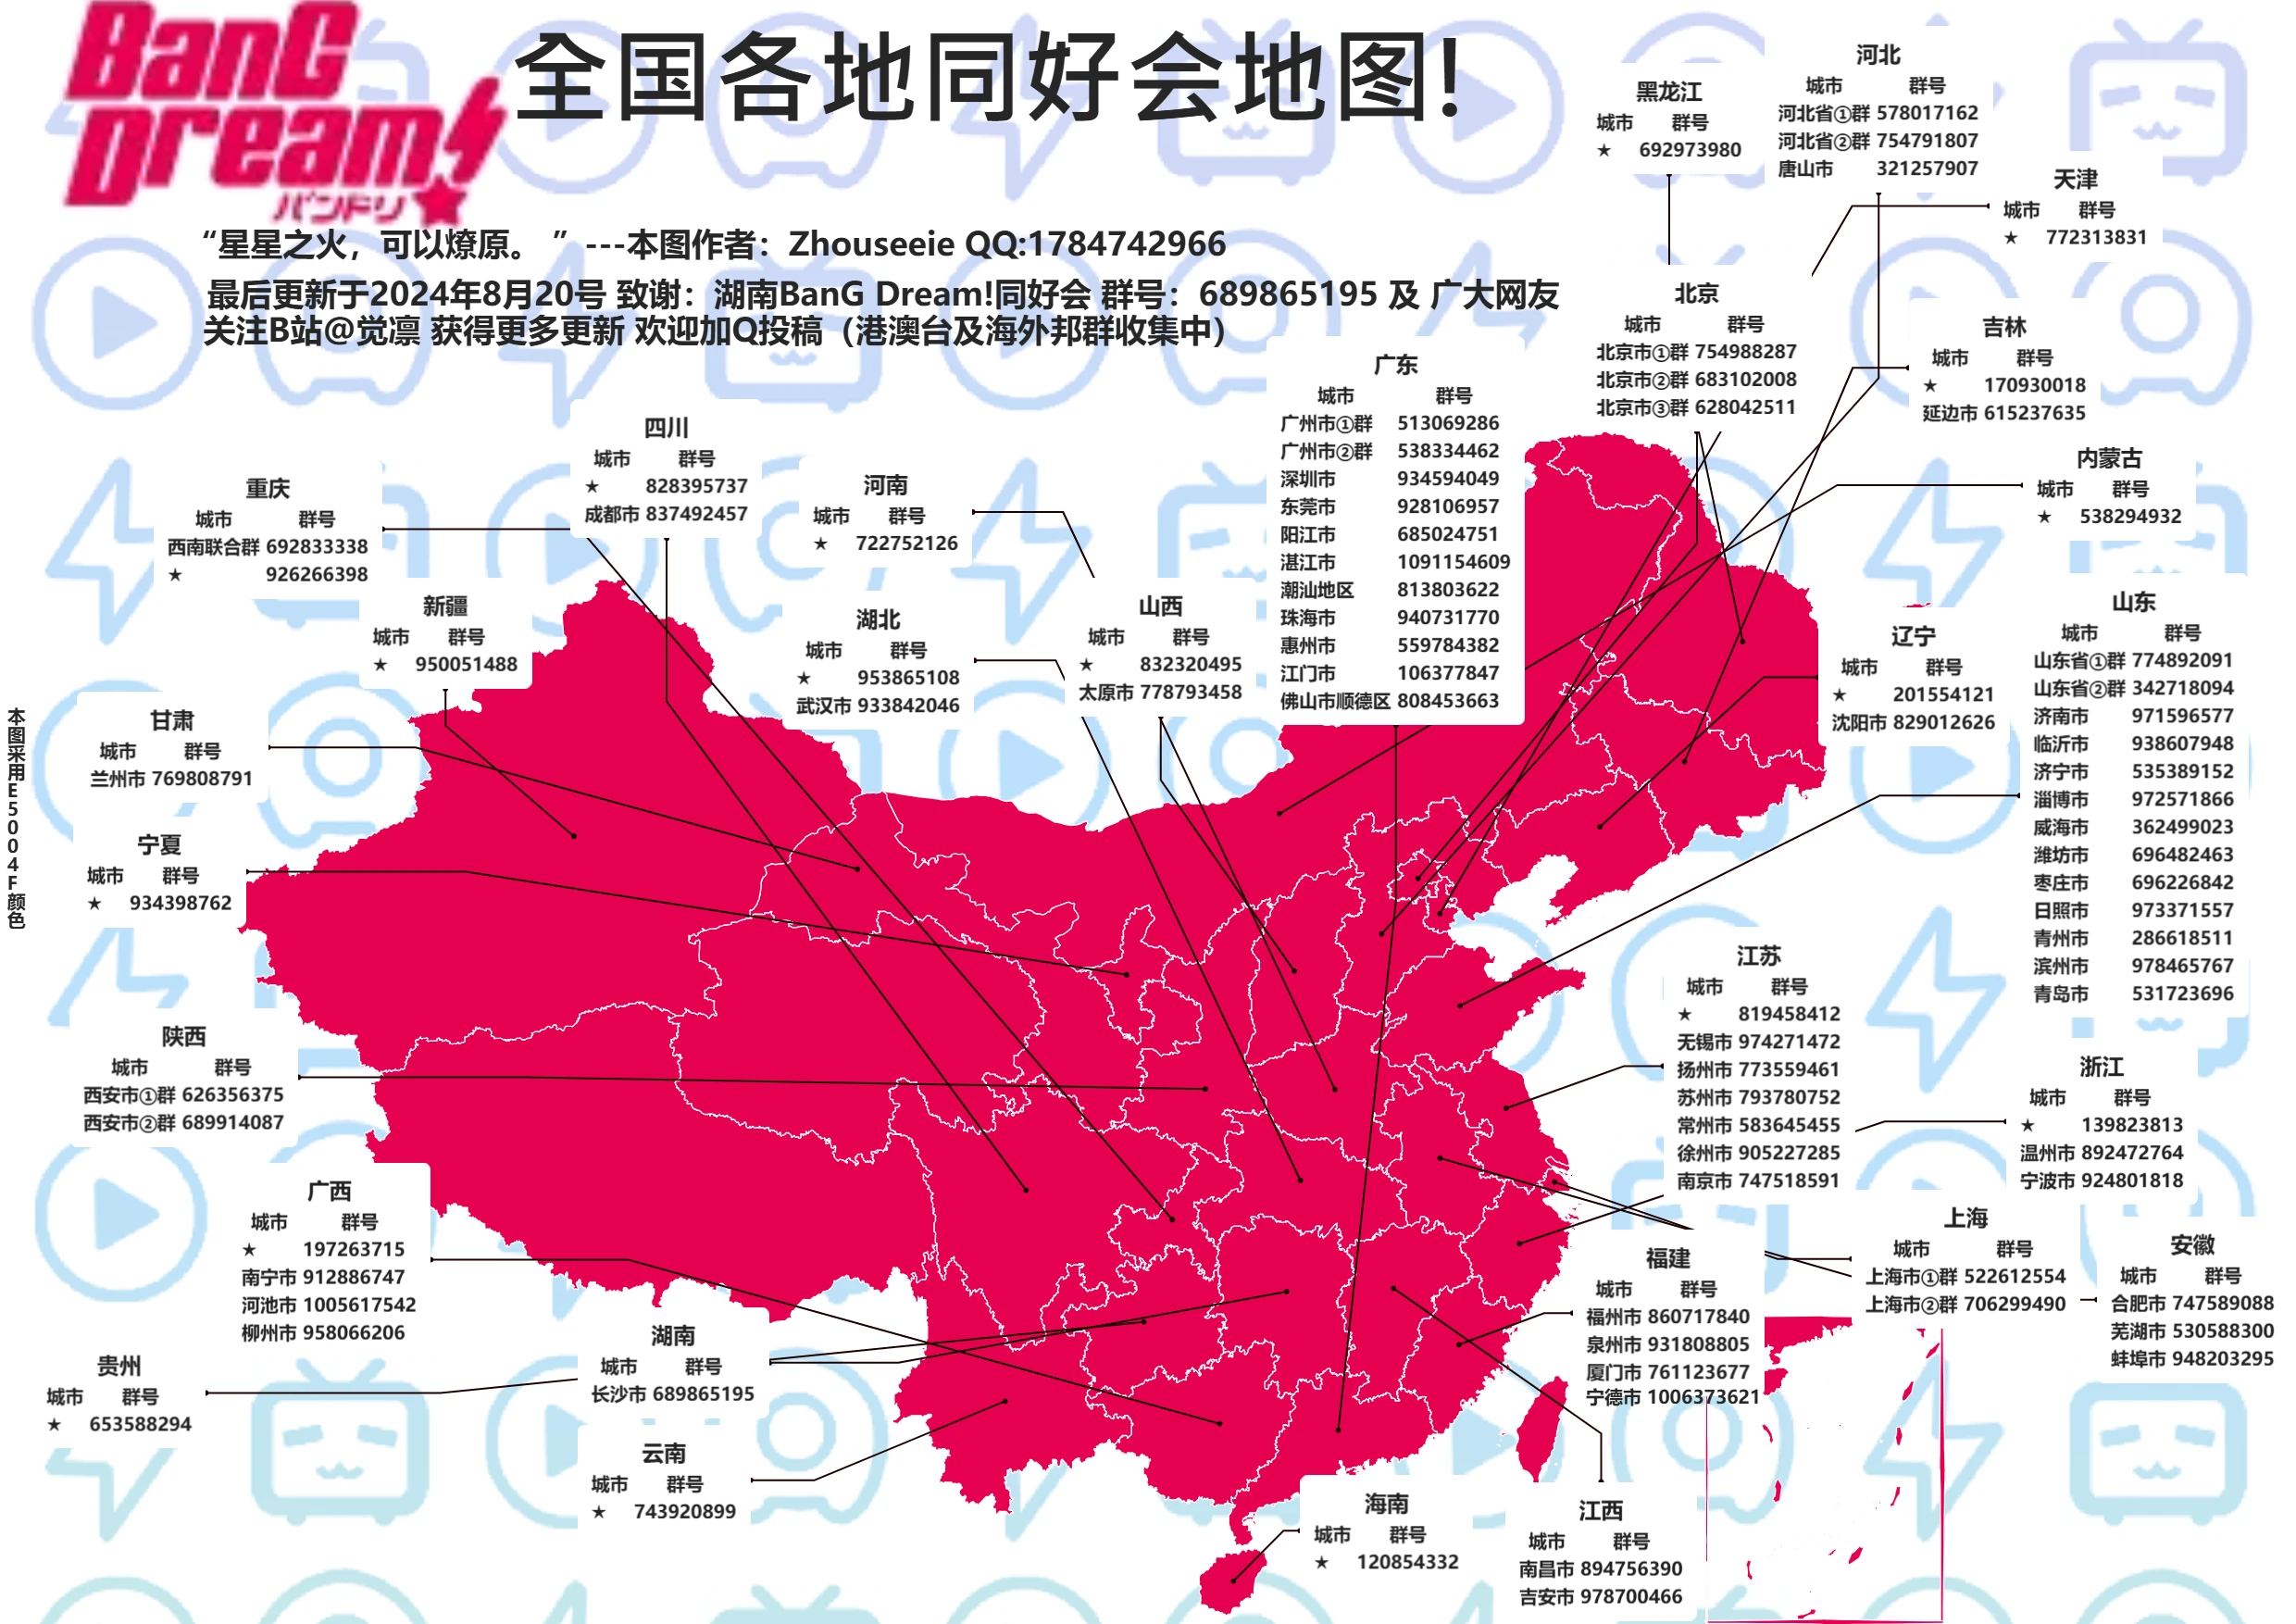 BanG Dream!
バンドリ
全国各地同好会地图!
“星星之火，可以燎原。 ”---本图作者：Zhouseeie QQ:1784742966
最后更新于2024年8月20号 致谢：湖南BanG Dream!同好会 群号：689865195 及 广大网友
关注B站@觉凛 获得更多更新 欢迎加Q投稿（港澳台及海外邦群收集中）
黑龙江
城市 群号
★ 692973980
河北
城市 群号
河北省①群 578017162
河北省②群 754791807
唐山市 321257907
天津
城市 群号
★ 772313831
北京
城市 群号
北京市①群 754988287
北京市②群 683102008
北京市③群 628042511
吉林
城市 群号
★ 170930018
延边市 615237635
内蒙古
城市 群号
★ 538294932
广东
城市 群号
广州市①群 513069286
广州市②群 538334462
深圳市 934594049
东莞市 928106957
阳江市 685024751
湛江市 1091154609
潮汕地区 813803622
珠海市 940731770
惠州市 559784382
江门市 106377847
佛山市顺德区 808453663
四川
城市 群号
★ 828395737
成都市 837492457
重庆
城市 群号
西南联合群 692833338
★ 926266398
河南
城市 群号
★ 722752126
新疆
城市 群号
★ 950051488
湖北
城市 群号
★ 953865108
武汉市 933842046
山西
城市 群号
★ 832320495
太原市 778793458
辽宁
城市 群号
★ 201554121
沈阳市 829012626
山东
城市 群号
山东省①群 774892091
山东省②群 342718094
济南市 971596577
临沂市 938607948
济宁市 535389152
淄博市 972571866
威海市 362499023
潍坊市 696482463
枣庄市 696226842
日照市 973371557
青州市 286618511
滨州市 978465767
青岛市 531723696
本图采用E5004F颜色
甘肃
城市 群号
兰州市 769808791
宁夏
城市 群号
★ 934398762
陕西
城市 群号
西安市①群 626356375
西安市②群 689914087
江苏
城市 群号
★ 819458412
无锡市 974271472
扬州市 773559461
苏州市 793780752
常州市 583645455
徐州市 905227285
南京市 747518591
浙江
城市 群号
★ 139823813
温州市 892472764
宁波市 924801818
广西
城市 群号
★ 197263715
南宁市 912886747
河池市 1005617542
柳州市 958066206
上海
城市 群号
上海市①群 522612554
上海市②群 706299490
安徽
城市 群号
合肥市 747589088
芜湖市 530588300
蚌埠市 948203295
福建
城市 群号
福州市 860717840
泉州市 931808805
厦门市 761123677
宁德市 1006373621
湖南
城市 群号
长沙市 689865195
贵州
城市 群号
★ 653588294
云南
城市 群号
★ 743920899
海南
城市 群号
★ 120854332
江西
城市 群号
南昌市 894756390
吉安市 978700466